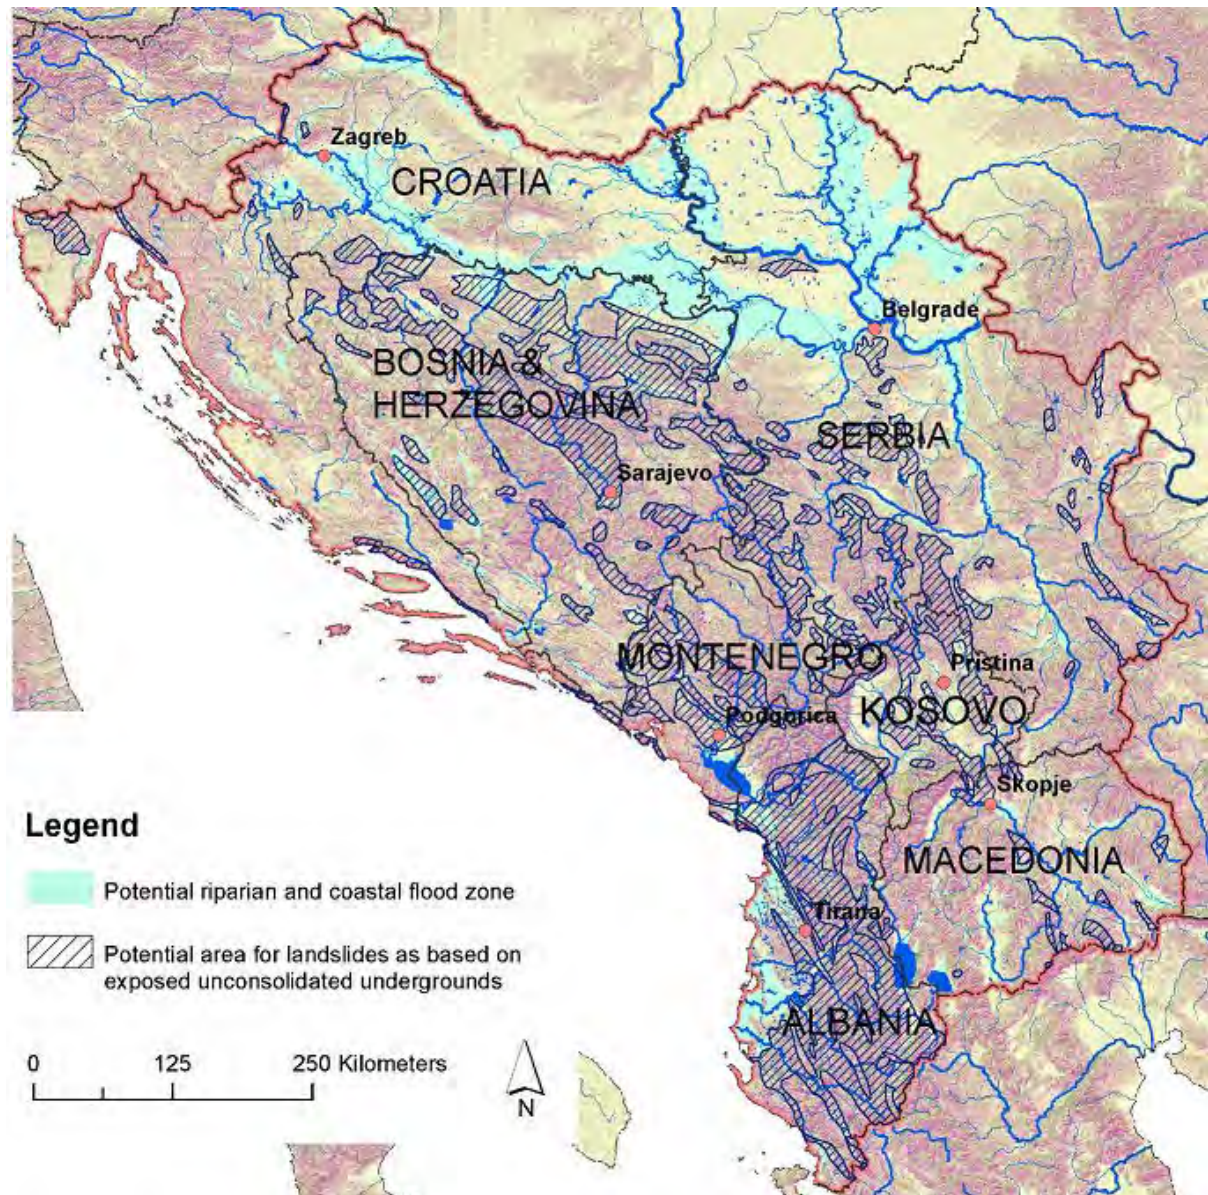 Zagreb
CROATIA
Belgrade
BOSNIA &
HERZEGOVINA
SERBIA
Sarajevo
MONTENEGRO
Pristina
KOSOVO
Podgorica
Skopje
MACEDONIA
Tirana
ALBANIA
Legend
Potential riparian and coastal flood zone
Potential area for landslides as based on
exposed unconsolidated undergrounds
0 125 250 Kilometers
N